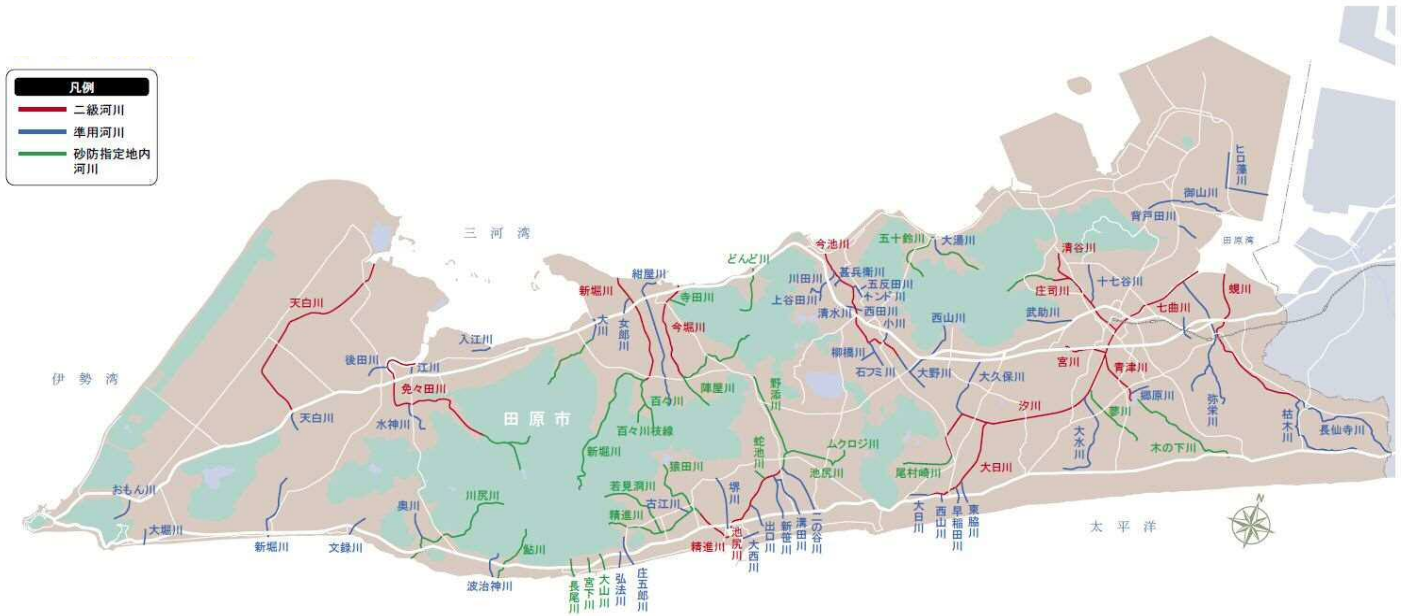 凡例
二級河川
準用河川
砂防指定地内
河川
三河湾
伊勢湾
太平洋
田原湾
田原市
N
ヒロ藻川
御山川
背戸田川
清谷川
十七谷川
庄司川
武助川
七曲川
蜆川
五十鈴川
大湯川
今池川
川田川
甚兵衛川
五反田川
トンド川
上谷田川
清水川
西田川
小川
西山川
柳橋川
石フミ川
大野川
大久保川
宮川
青津川
郷原川
夢川
弥栄川
枯木川
長仙寺川
木の下川
汐川
大水川
大日川
尾村崎川
ムクロジ川
池尻川
どんど川
紺屋川
新堀川
寺田川
大川
女郎川
今堀川
陣屋川
野添川
百々川
百々川枝線
新堀川
蛇池川
猿田川
若見洞川
古江川
精進川
堺川
天白川
入江川
後田川
江川
免々田川
天白川
水神川
おもん川
大堀川
新堀川
文錄川
奥川
川尻川
鮎川
波治神川
長尾川
宮下川
大山川
弘法川
庄五郎川
精進川
池尻川
大西川
出口川
新笹川
溝田川
二の谷川
大日川
西山川
早稲田川
東脇川